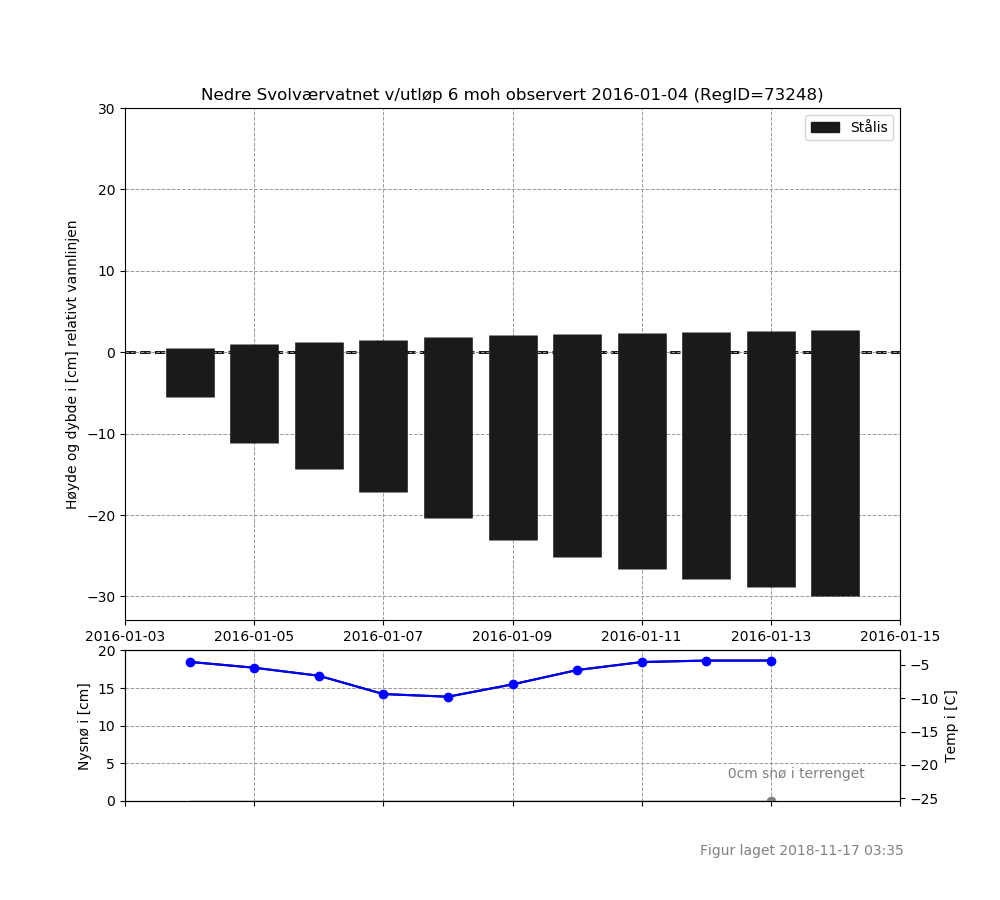 Nedre Svolværvatnet v/utløp 6 moh observert 2016-01-04 (RegID=73248)
Stålis
Høyde og dybde i [cm] relativt vannlinjen
30
20
10
0
−10
−20
−30
2016-01-03 2016-01-05 2016-01-07 2016-01-09 2016-01-11 2016-01-13 2016-01-15
Nysnø i [cm]
20
15
10
5
0
−5
−10
−15
−20
−25
Temp i [C]
0cm snø i terrenget
Figur laget 2018-11-17 03:35